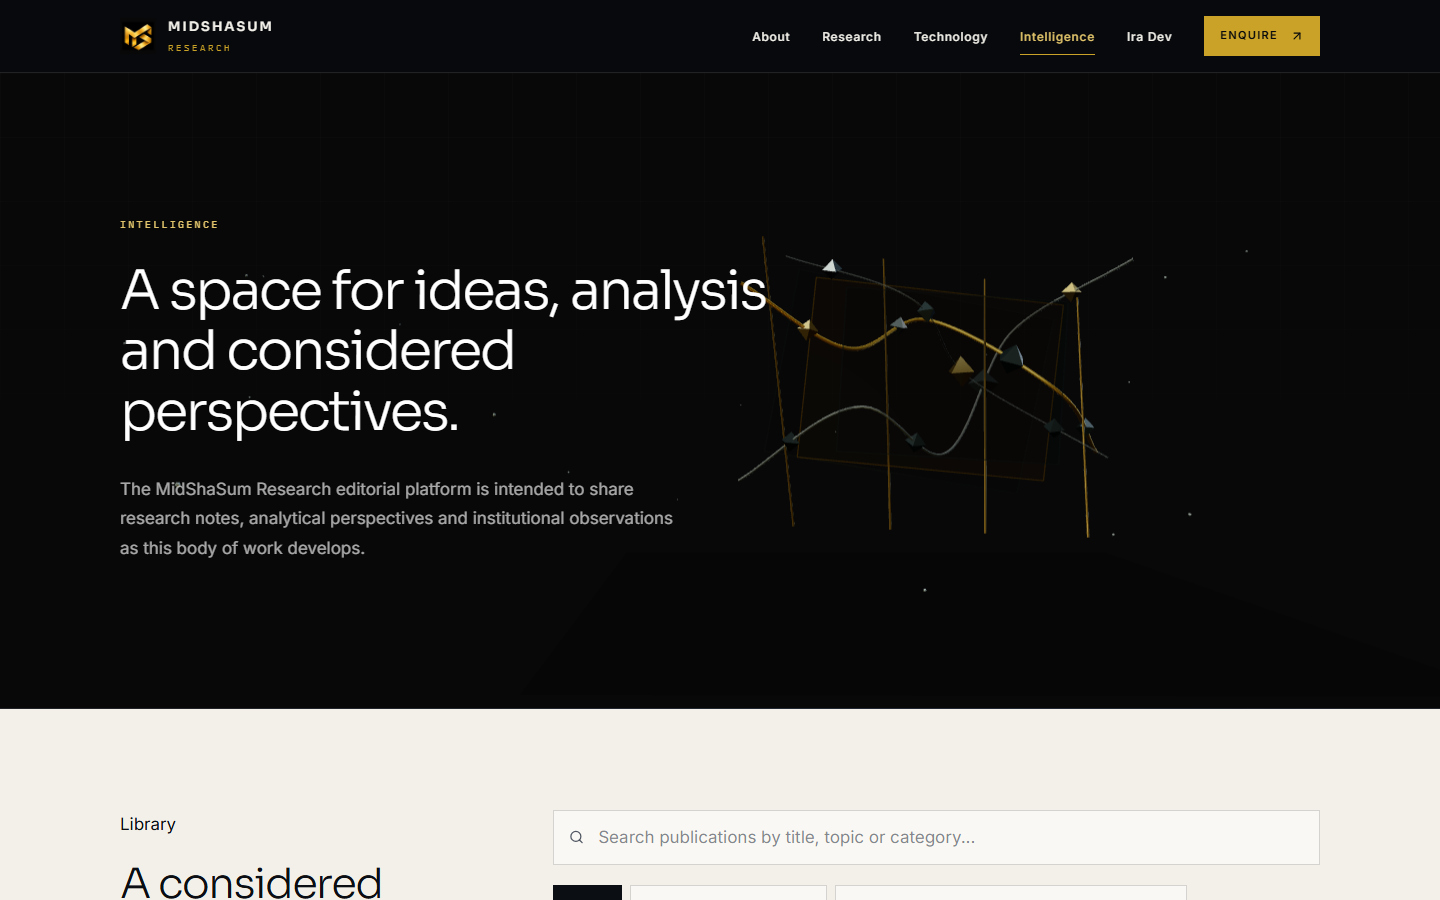 MIDSHASUM
RESEARCH
About
Research
Technology
Intelligence
Ira Dev
ENQUIRE
INTELLIGENCE
A space for ideas, analysis
and considered
perspectives.
The MidShaSum Research editorial platform is intended to share
research notes, analytical perspectives and institutional observations
as this body of work develops.
Library
Search publications by title, topic or category...
A considered